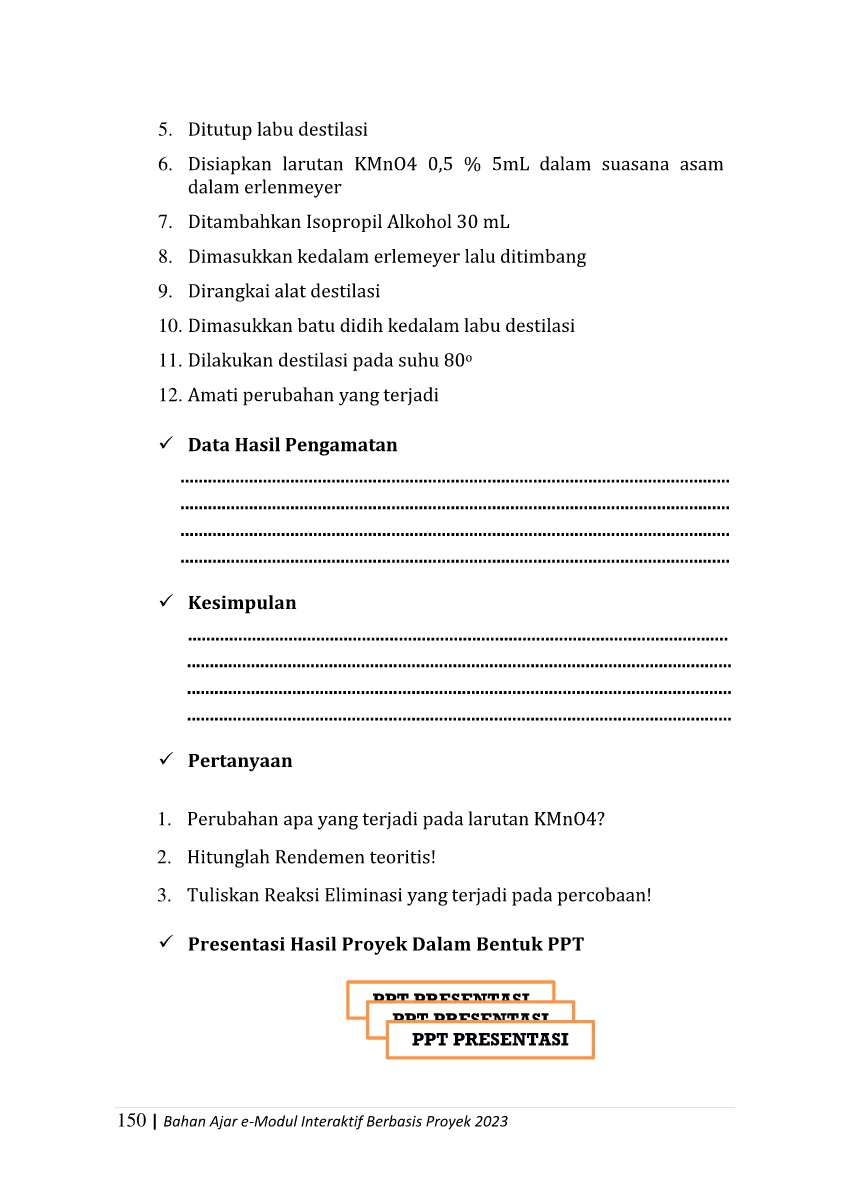 5. Ditutup labu destilasi
6. Disiapkan larutan KMnO4 0,5 % 5mL dalam suasana asam
dalam erlenmeyer
7. Ditambahkan Isopropil Alkohol 30 mL
8. Dimasukkan kedalam erlemeyer lalu ditimbang
9. Dirangkai alat destilasi
10. Dimasukkan batu didih kedalam labu destilasi
11. Dilakukan destilasi pada suhu 80º
12. Amati perubahan yang terjadi
✓ Data Hasil Pengamatan
✓ Kesimpulan
✓ Pertanyaan
1. Perubahan apa yang terjadi pada larutan KMnO4?
2. Hitunglah Rendemen teoritis!
3. Tuliskan Reaksi Eliminasi yang terjadi pada percobaan!
✓ Presentasi Hasil Proyek Dalam Bentuk PPT
PPT PRESENTASI
PPT PRESENTASI
PPT PRESENTASI
150 | Bahan Ajar e-Modul Interaktif Berbasis Proyek 2023